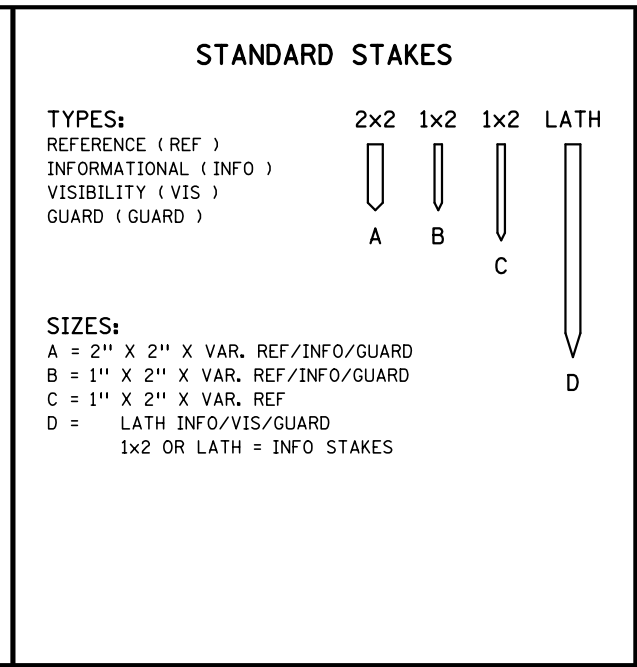 STANDARD STAKES
TYPES:
REFERENCE ( REF )
INFORMATIONAL ( INFO )
VISIBILITY ( VIS )
GUARD ( GUARD )
2x2 1x2 1x2 LATH
A B
C
D
SIZES:
A = 2'' X 2'' X VAR. REF/INFO/GUARD
B = 1'' X 2'' X VAR. REF/INFO/GUARD
C = 1'' X 2'' X VAR. REF
D = LATH INFO/VIS/GUARD
1x2 OR LATH = INFO STAKES